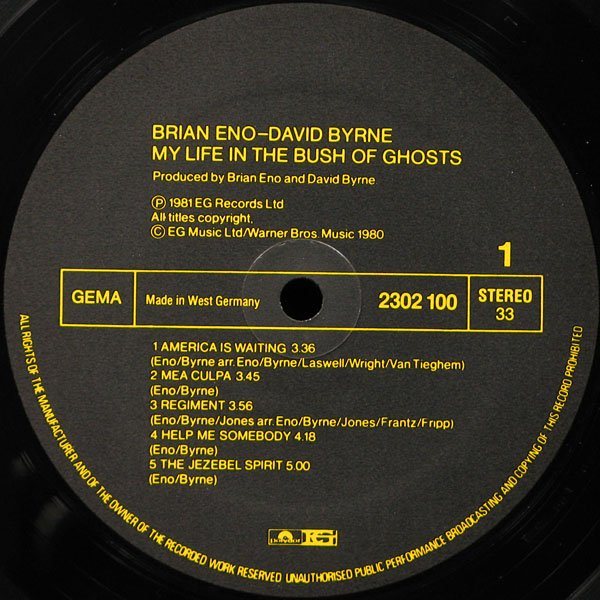 BRIAN ENO–DAVID BYRNE
MY LIFE IN THE BUSH OF GHOSTS
Produced by Brian Eno and David Byrne
Ⓟ 1981 EG Records Ltd
All titles copyright,
© EG Music Ltd/Warner Bros. Music 1980
1
GEMA
Made in West Germany
2302 100
STEREO
33
1 AMERICA IS WAITING 3.36
(Eno/Byrne arr. Eno/Byrne/Laswell/Wright/Van Tieghem)
2 MEA CULPA 3.45
(Eno/Byrne)
3 REGIMENT 3.56
(Eno/Byrne/Jones arr. Eno/Byrne/Jones/Frantz/Fripp)
4 HELP ME SOMEBODY 4.18
(Eno/Byrne)
5 THE JEZEBEL SPIRIT 5.00
(Eno/Byrne)
polydor EG
ALL RIGHTS OF THE MANUFACTURER AND OF THE OWNER OF THE RECORDED WORK RESERVED UNAUTHORISED PUBLIC PERFORMANCE BROADCASTING AND COPYING OF THIS RECORD PROHIBITED